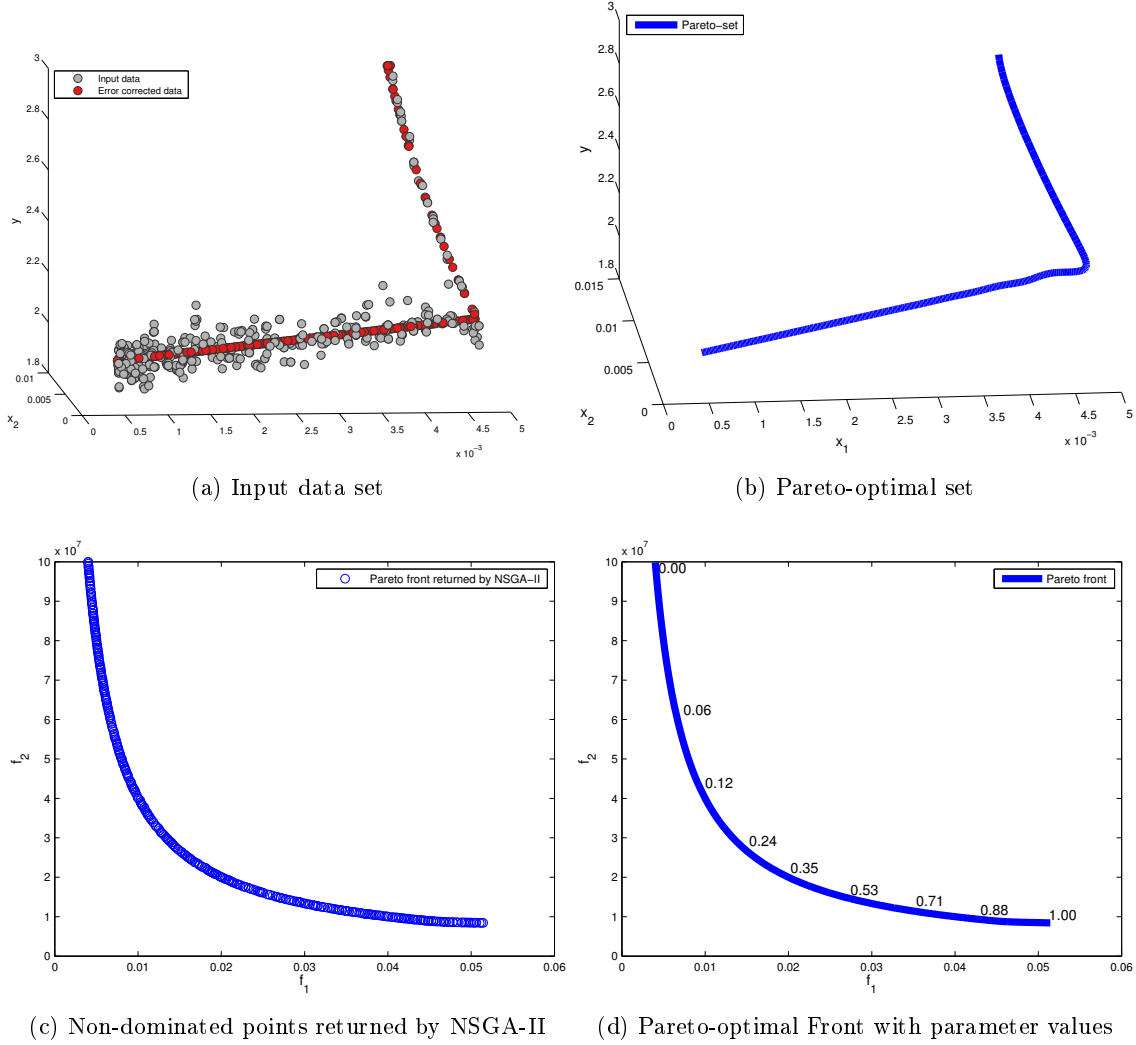 3
2.8
2.6
2.4
2.2
2
1.8
y
Input data
Error corrected data
0.01
0.005
0
x2
0 0.5 1 1.5 2 2.5 3 3.5 4 4.5 5
x 10−3
(a) Input data set
3
2.8
2.6
2.4
2.2
2
1.8
y
Pareto−set
0.015
0.01
0.005
0
x2
0 0.5 1 1.5 2 2.5 3 3.5 4 4.5 5
x1
x 10−3
(b) Pareto-optimal set
x 107
10
9
8
7
6
5
4
3
2
1
0
f2
Pareto front returned by NSGA−II
0 0.01 0.02 0.03 0.04 0.05 0.06
f1
(c) Non-dominated points returned by NSGA-II
x 107
10
9
8
7
6
5
4
3
2
1
0
f2
Pareto front
0.00
0.06
0.12
0.24
0.35
0.53
0.71
0.88
1.00
0 0.01 0.02 0.03 0.04 0.05 0.06
f1
(d) Pareto-optimal Front with parameter values